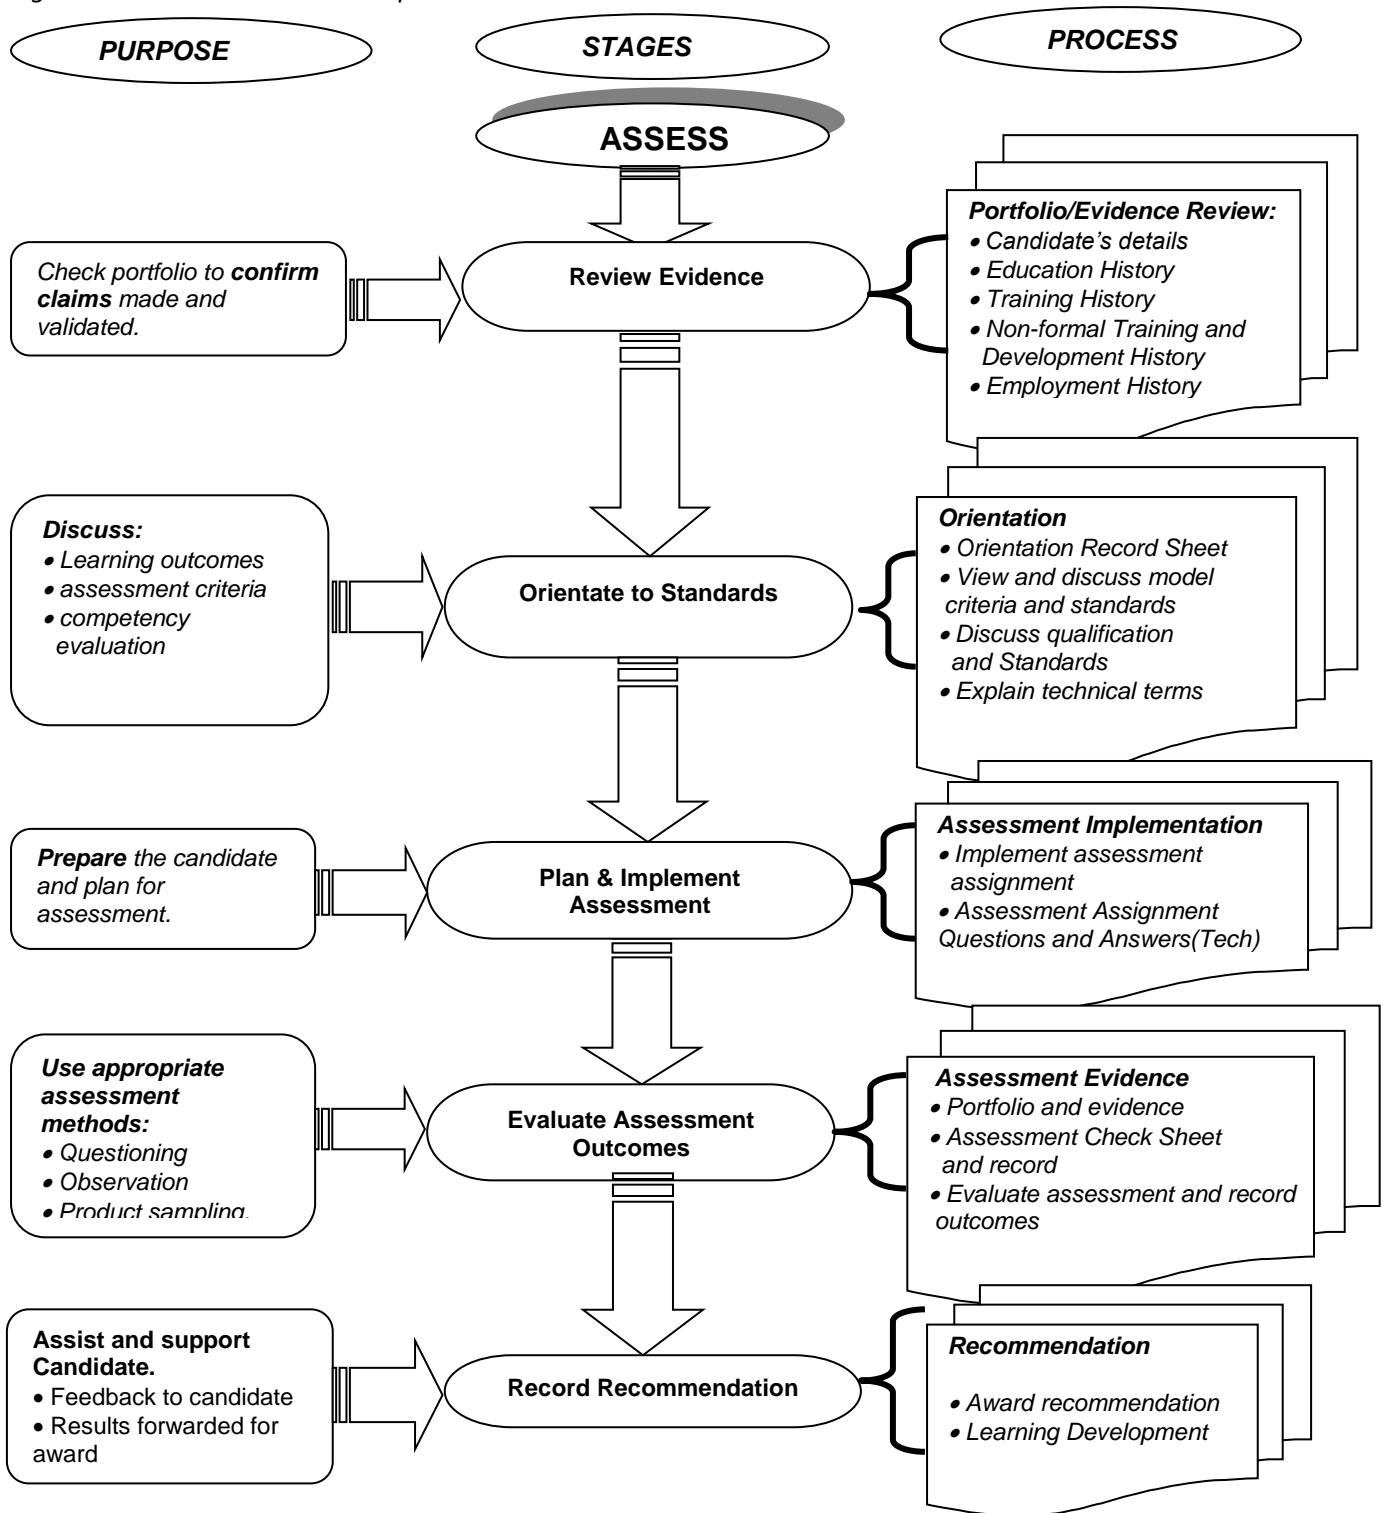 PURPOSE
STAGES
PROCESS
ASSESS
Check portfolio to confirm
claims made and
validated.
Review Evidence
Portfolio/Evidence Review:
• Candidate’s details
• Education History
• Training History
• Non-formal Training and
Development History
• Employment History
Discuss:
• Learning outcomes
• assessment criteria
• competency
evaluation
Orientate to Standards
Orientation
• Orientation Record Sheet
• View and discuss model
criteria and standards
• Discuss qualification
and Standards
• Explain technical terms
Prepare the candidate
and plan for
assessment.
Plan & Implement
Assessment
Assessment Implementation
• Implement assessment
assignment
• Assessment Assignment
Questions and Answers(Tech)
Use appropriate
assessment
methods:
• Questioning
• Observation
• Product sampling.
Evaluate Assessment
Outcomes
Assessment Evidence
• Portfolio and evidence
• Assessment Check Sheet
and record
• Evaluate assessment and record
outcomes
Assist and support
Candidate.
• Feedback to candidate
• Results forwarded for
award
Record Recommendation
Recommendation
• Award recommendation
• Learning Development